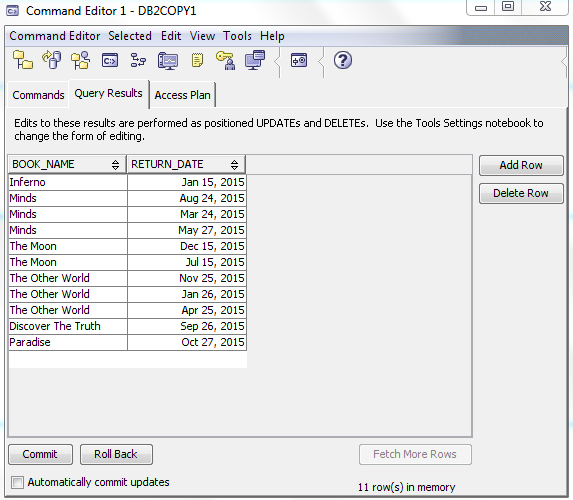 Command Editor 1 - DB2COPY1
Command Editor Selected Edit View Tools Help
Commands Query Results Access Plan
Edits to these results are performed as positioned UPDATEs and DELETEs. Use the Tools Settings notebook to
change the form of editing.
BOOK_NAME RETURN_DATE
Add Row
Inferno Jan 15, 2015
Minds Aug 24, 2015
Delete Row
Minds Mar 24, 2015
Minds May 27, 2015
The Moon Dec 15, 2015
The Moon Jul 15, 2015
The Other World Nov 25, 2015
The Other World Jan 26, 2015
The Other World Apr 25, 2015
Discover The Truth Sep 26, 2015
Paradise Oct 27, 2015
Commit Roll Back Fetch More Rows
Automatically commit updates
11 row(s) in memory